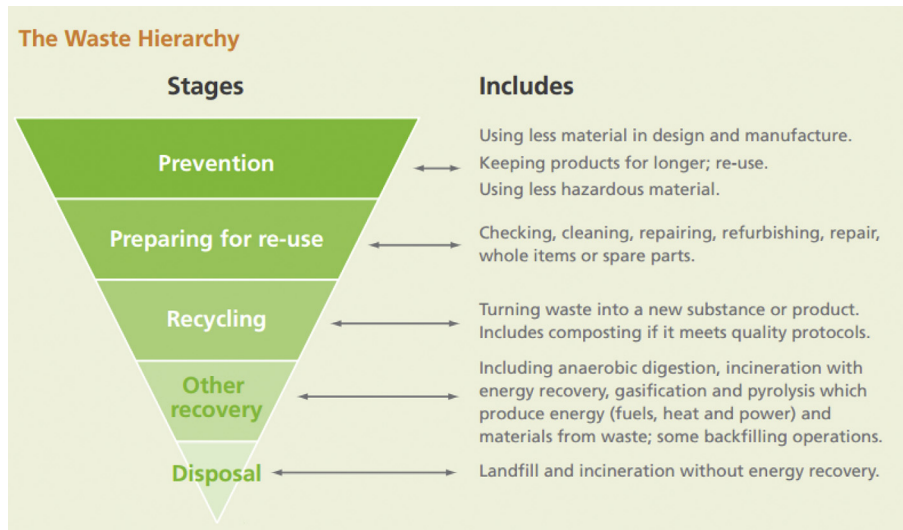 The Waste Hierarchy
Stages
Includes
Prevention
Using less material in design and manufacture.
Keeping products for longer; re-use.
Using less hazardous material.
Preparing for re-use
Checking, cleaning, repairing, refurbishing, repair,
whole items or spare parts.
Recycling
Turning waste into a new substance or product.
Includes composting if it meets quality protocols.
Other
recovery
Including anaerobic digestion, incineration with
energy recovery, gasification and pyrolysis which
produce energy (fuels, heat and power) and
materials from waste; some backfilling operations.
Disposal
Landfill and incineration without energy recovery.